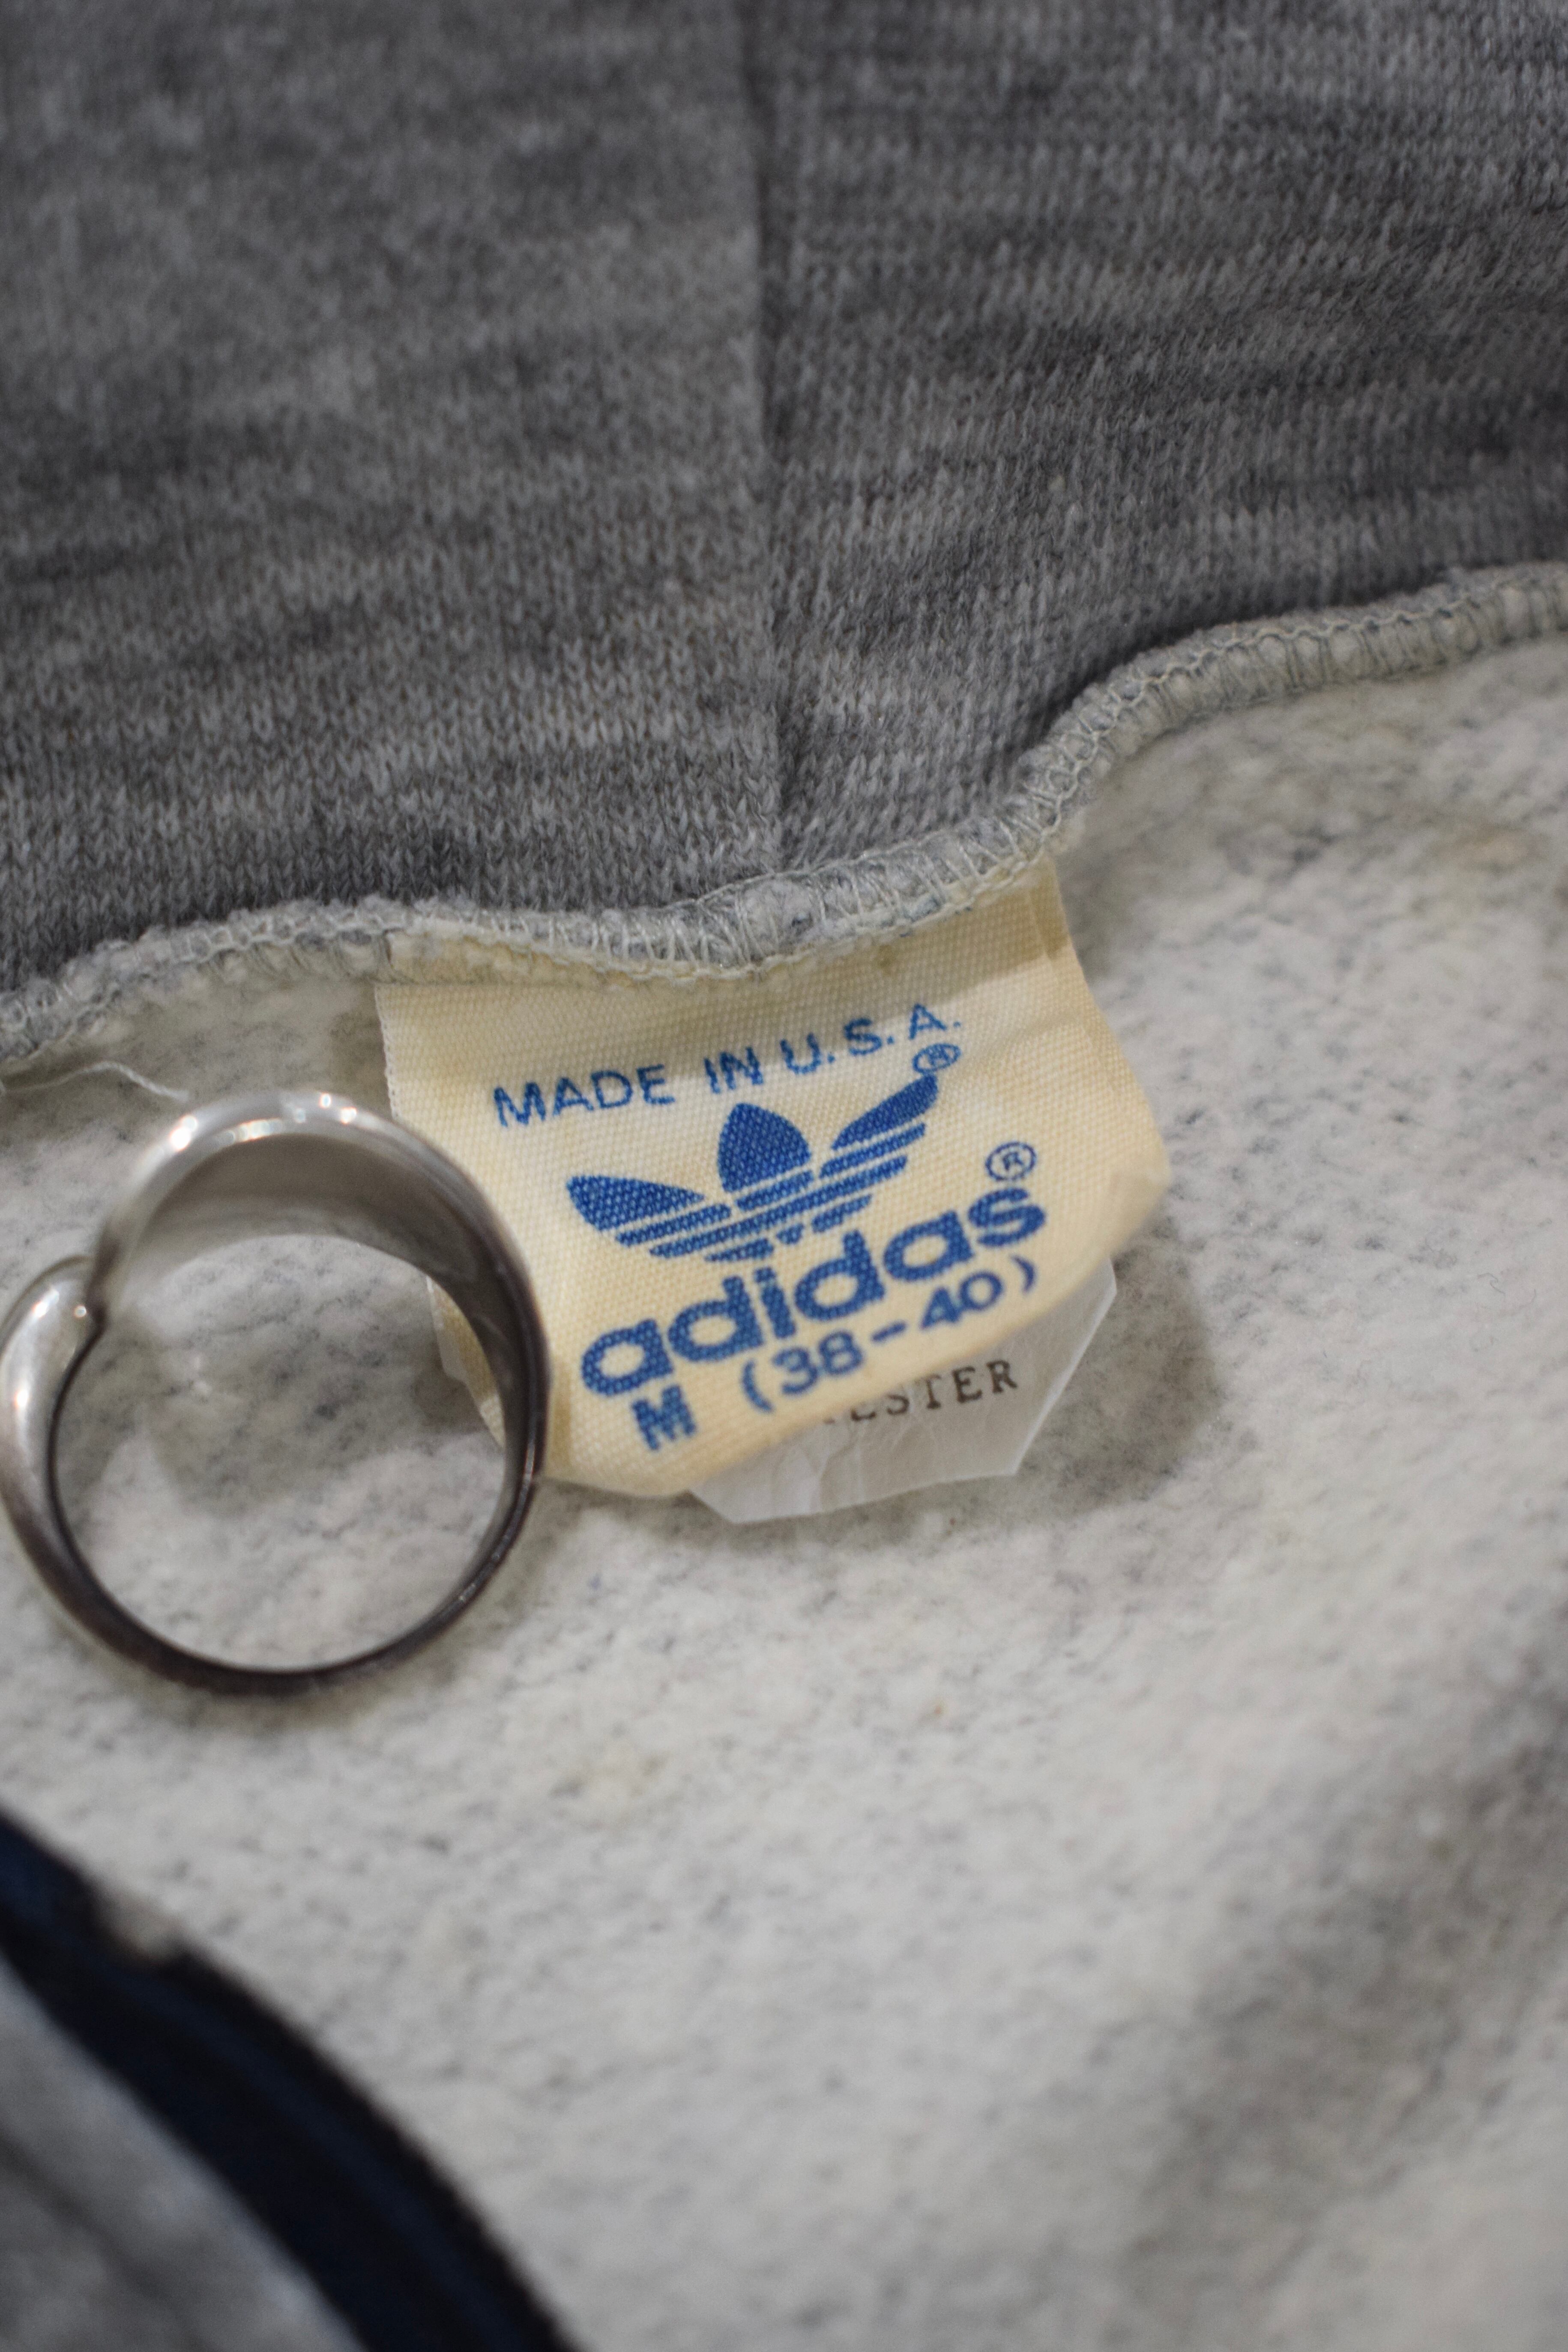 MADE IN U.S.A.
®
adidas®
M (38-40)